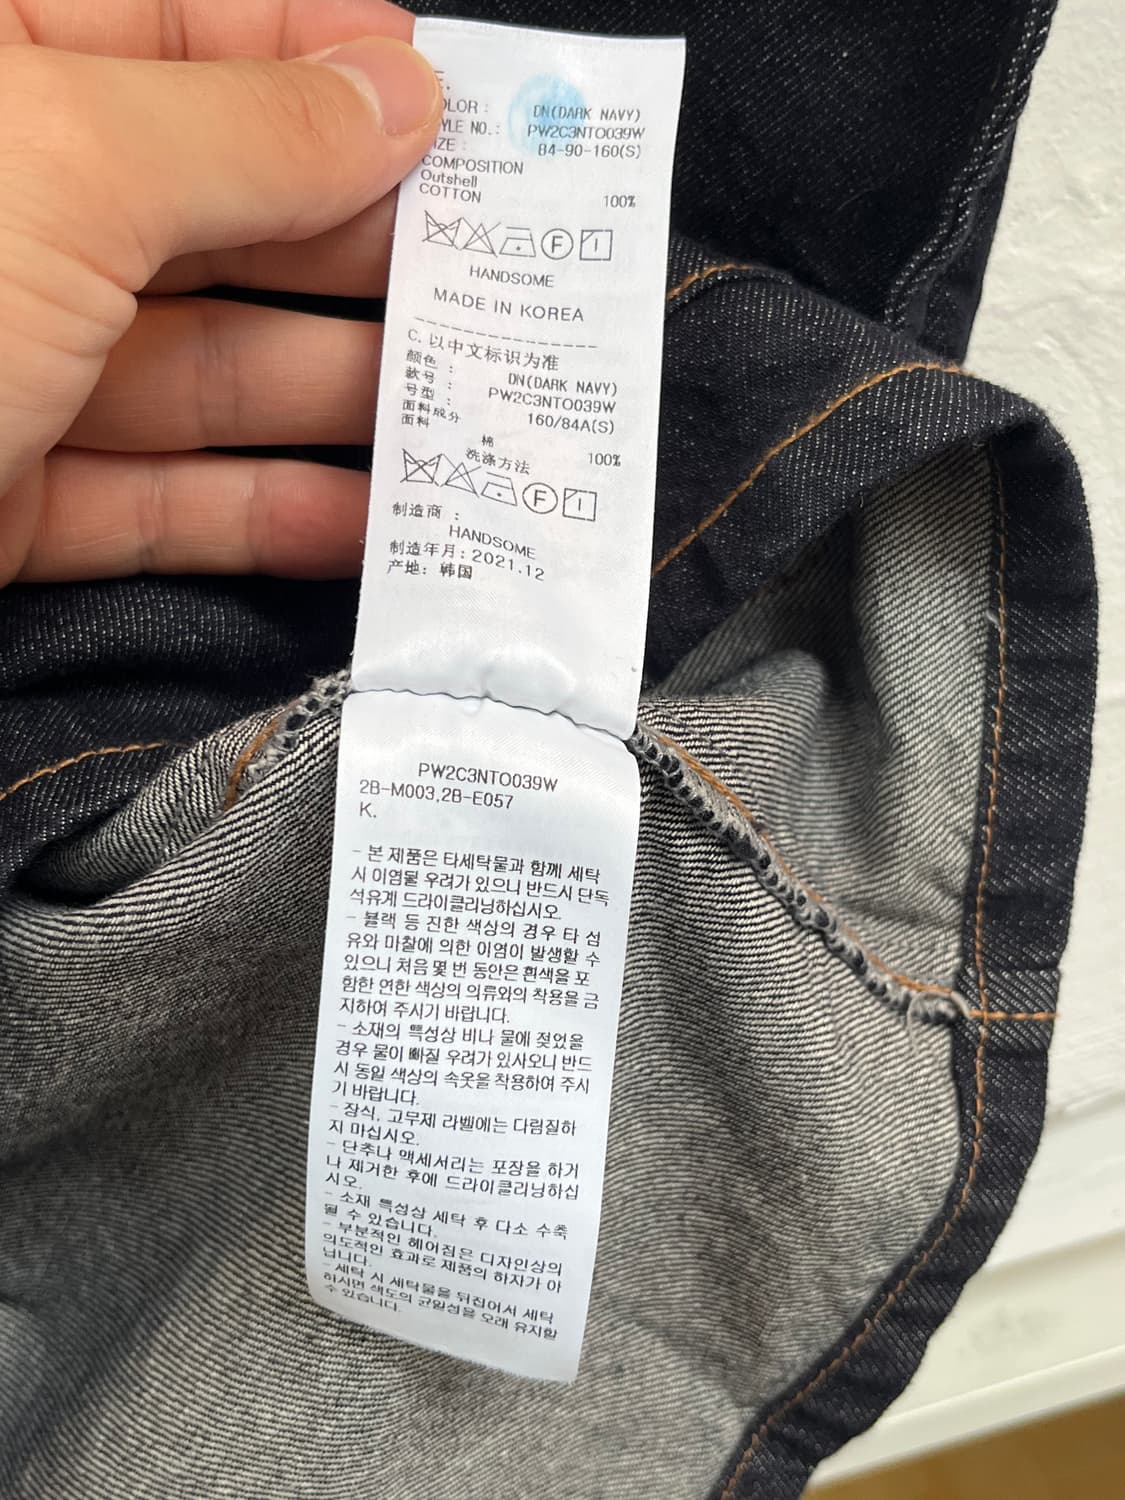 E.
OLOR : DN(DARK NAVY)
YLE NO.: PW2C3NTO039W
IZE : 84-90-160(S)
COMPOSITION
Outshell
COTTON 100%
F
HANDSOME
MADE IN KOREA
C. 以中文标识为准
颜色 : DN(DARK NAVY)
款号 : PW2C3NTO039W
号型 : 160/84A(S)
面料成分
面料 棉 100%
洗涤方法
F
制造商 :
HANDSOME
制造年月: 2021.12
产地: 韩国
PW2C3NTO039W
2B-M003,2B-E057
K.
- 본 제품은 타세탁물과 함께 세탁
시 이염될 우려가 있으니 반드시 단독
석유계 드라이클리닝하십시오.
- 블랙 등 진한 색상의 경우 타 섬
유와 마찰에 의한 이염이 발생할 수
있으니 처음 몇 번 동안은 흰색을 포
함한 연한 색상의 의류와의 착용을 금
지하여 주시기 바랍니다.
- 소재의 특성상 비나 물에 젖었을
경우 물이 빠질 우려가 있사오니 반드
시 동일 색상의 속옷을 착용하여 주시
기 바랍니다.
- 장식, 고무제 라벨에는 다림질하
지 마십시오.
- 단추나 액세서리는 포장을 하거
나 제거한 후에 드라이클리닝하십
시오.
- 소재 특성상 세탁 후 다소 수축
될 수 있습니다.
- 부분적인 헤어짐은 디자인상의
의도적인 효과로 제품의 하자가 아
닙니다.
- 세탁 시 세탁물을 뒤집어서 세탁
하시면 색도의 균일성을 오래 유지할
수 있습니다.